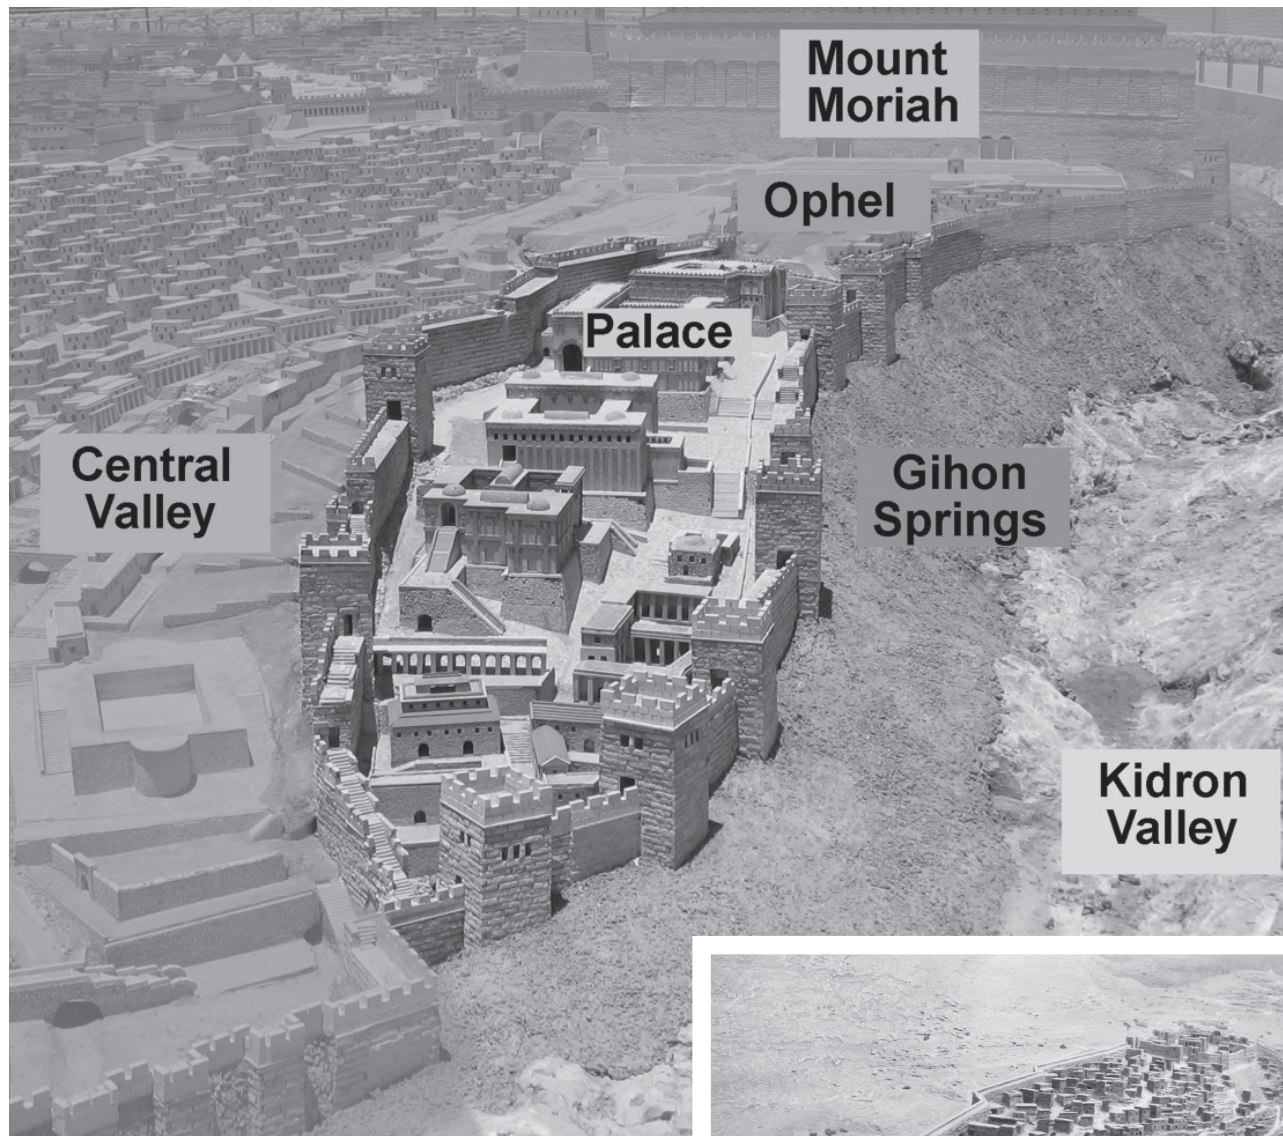 Mount
Moriah
Ophel
Palace
Central
Valley
Gihon
Springs
Kidron
Valley